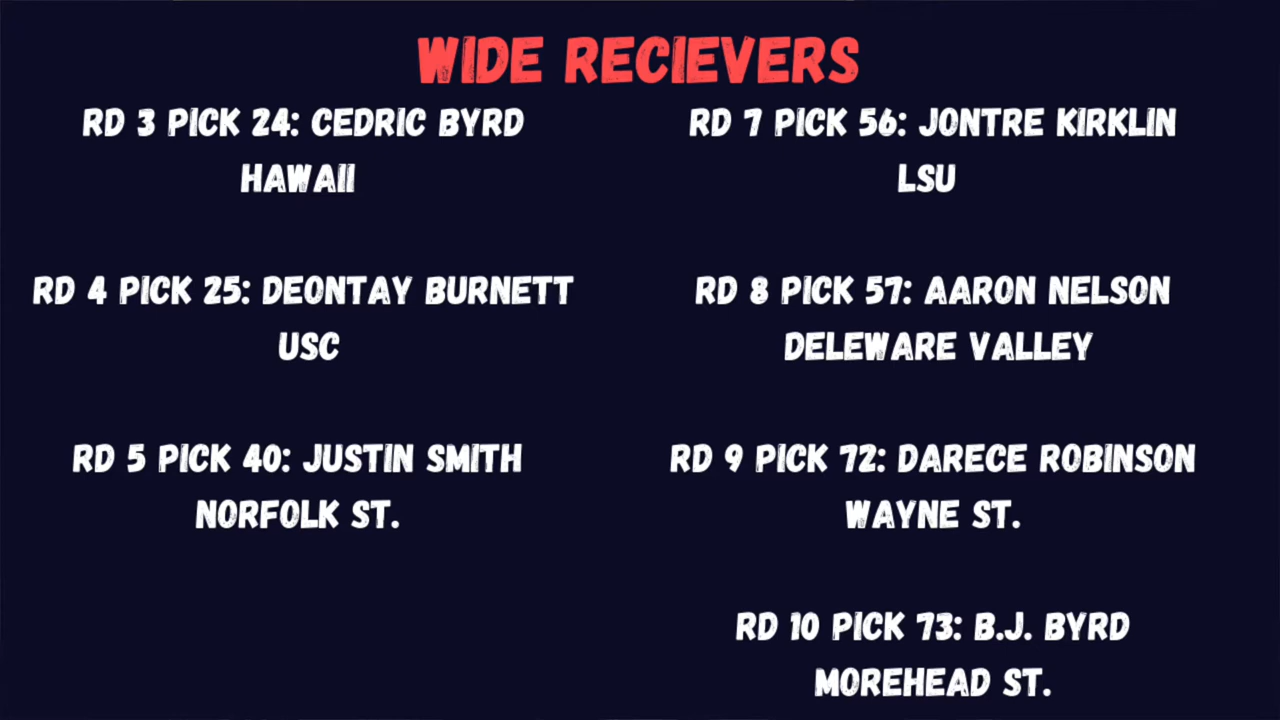 WIDE RECIEVERS
RD 3 PICK 24: CEDRIC BYRD
HAWAII
RD 4 PICK 25: DEONTAY BURNETT
USC
RD 5 PICK 40: JUSTIN SMITH
NORFOLK ST.
RD 7 PICK 56: JONTRE KIRKLIN
LSU
RD 8 PICK 57: AARON NELSON
DELEWARE VALLEY
RD 9 PICK 72: DARECE ROBINSON
WAYNE ST.
RD 10 PICK 73: B.J. BYRD
MOREHEAD ST.